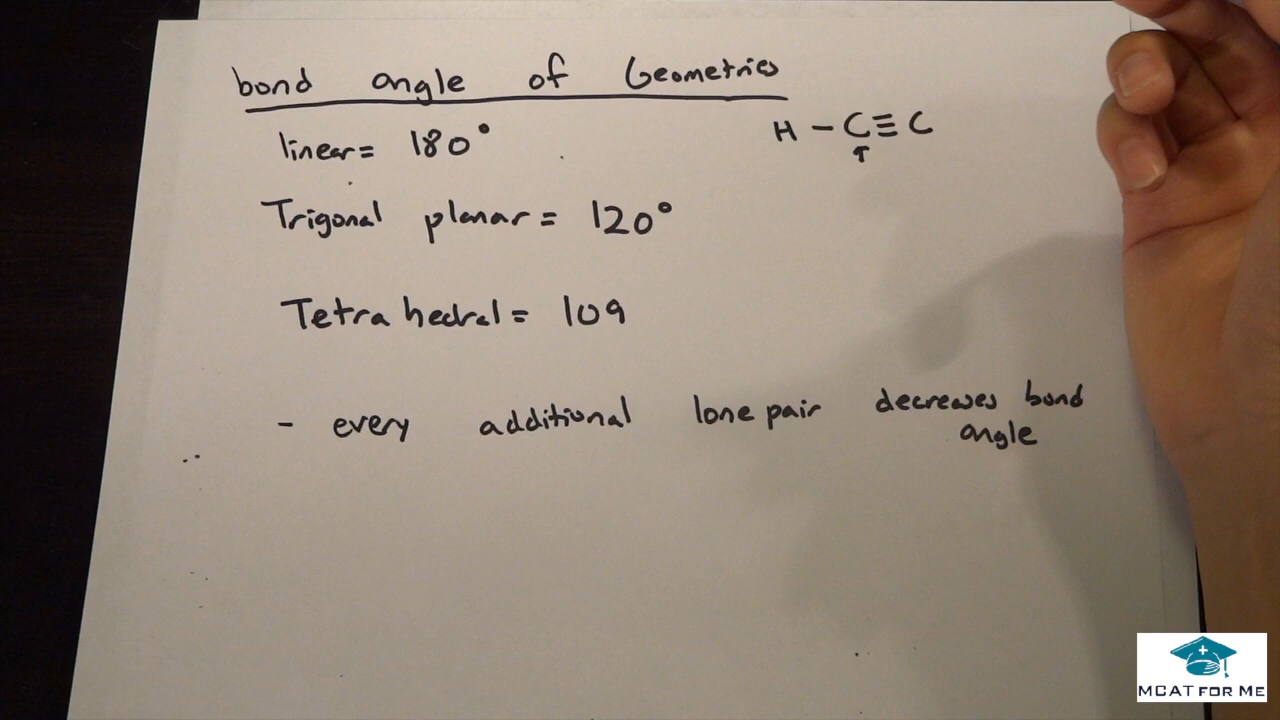 bond angle of Geometries
linear = 180°
H - C ≡ C
↑
Trigonal planar = 120°
Tetrahedral = 109
- every additional lone pair decreases bond
angle
MCAT FOR ME